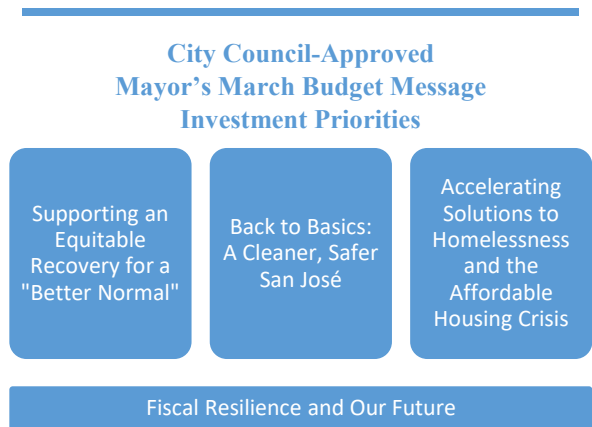 City Council-Approved
Mayor’s March Budget Message
Investment Priorities
Supporting an
Equitable
Recovery for a
"Better Normal"
Back to Basics:
A Cleaner, Safer
San José
Accelerating
Solutions to
Homelessness
and the
Affordable
Housing Crisis
Fiscal Resilience and Our Future